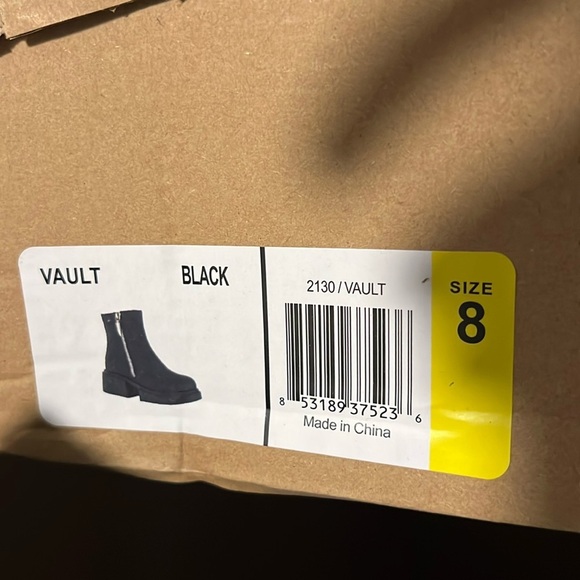 VAULT BLACK
2130 / VAULT
8 53189 37523 6
Made in China
SIZE
8